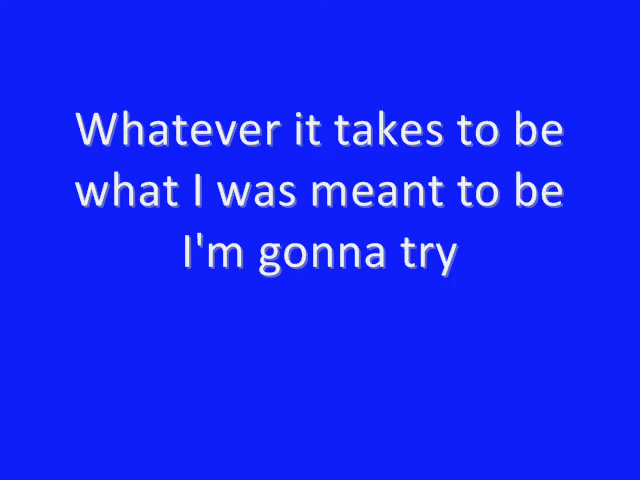 Whatever it takes to be
what I was meant to be
I'm gonna try